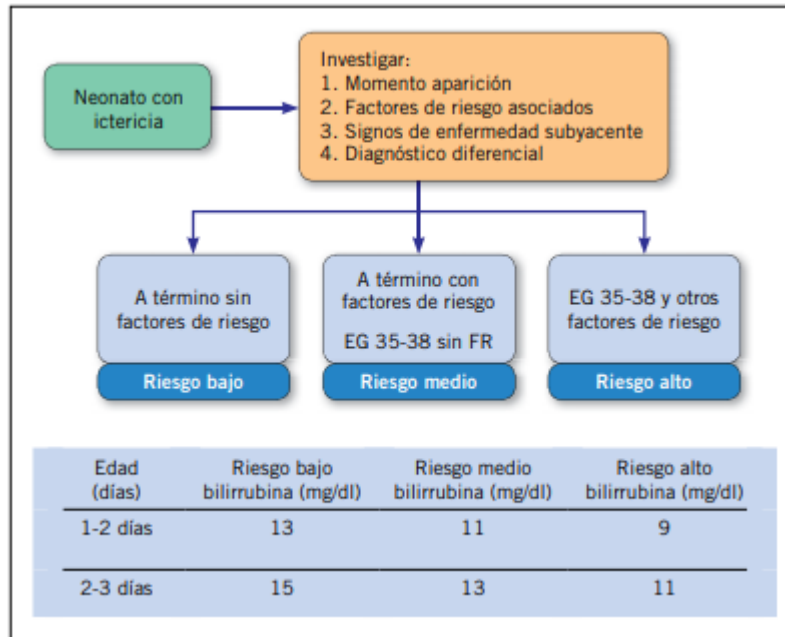 Neonato con
ictericia
Investigar:
1. Momento aparición
2. Factores de riesgo asociados
3. Signos de enfermedad subyacente
4. Diagnóstico diferencial
A término sin
factores de riesgo
Riesgo bajo
A término con
factores de riesgo
EG 35-38 sin FR
Riesgo medio
EG 35-38 y otros
factores de riesgo
Riesgo alto
Edad
(días)
Riesgo bajo
bilirrubina (mg/dl)
Riesgo medio
bilirrubina (mg/dl)
Riesgo alto
bilirrubina (mg/dl)
1-2 días 13 11 9
2-3 días 15 13 11